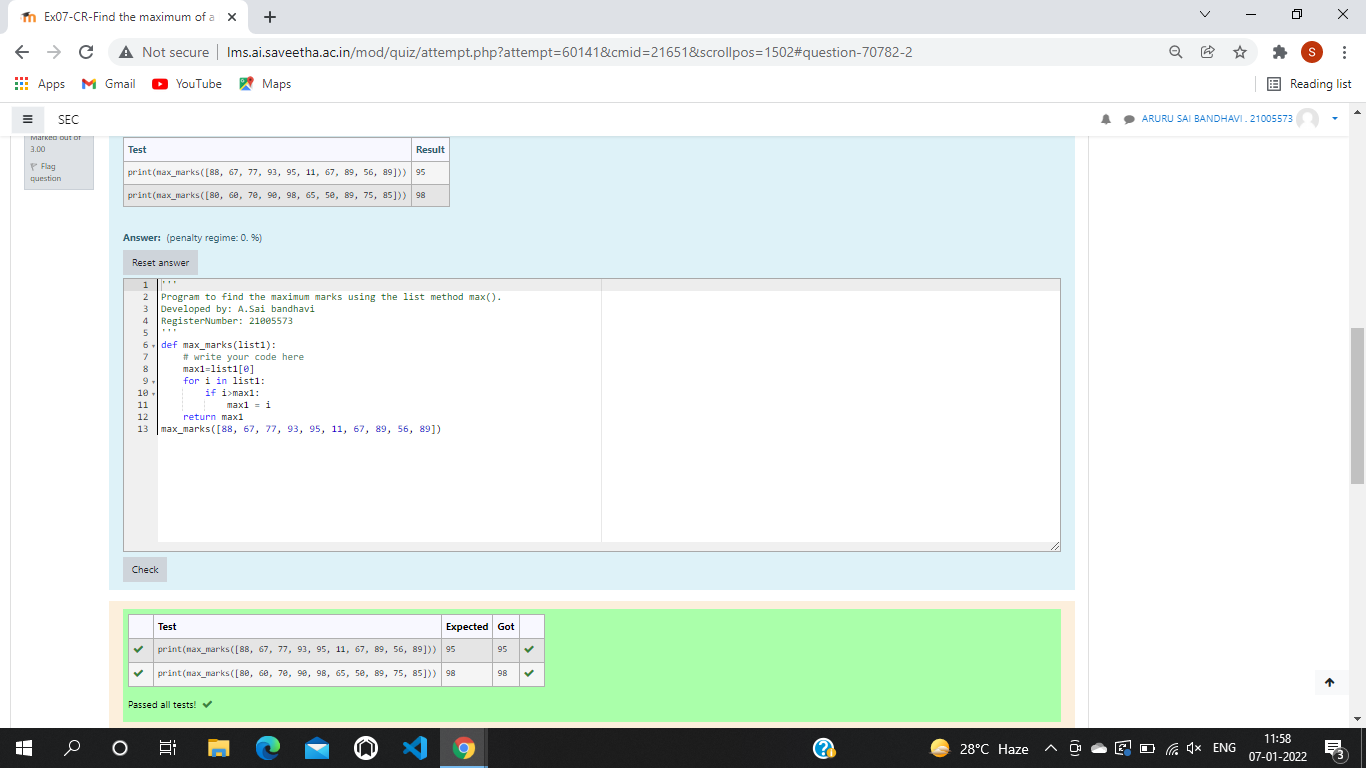 Ex07-CR-Find the maximum of a
Not secure | lms.ai.saveetha.ac.in/mod/quiz/attempt.php?attempt=60141&cmid=21651&scrollpos=1502#question-70782-2
S
Apps Gmail YouTube Maps Reading list
SEC ARURU SAI BANDHAVI . 21005573
Marked out of
3.00
Flag
question
Test Result
print(max_marks([88, 67, 77, 93, 95, 11, 67, 89, 56, 89])) 95
print(max_marks([80, 60, 70, 90, 98, 65, 50, 89, 75, 85])) 98
Answer: (penalty regime: 0. %)
Reset answer
1 '''
2 Program to find the maximum marks using the list method max().
3 Developed by: A.Sai bandhavi
4 RegisterNumber: 21005573
5 '''
6 def max_marks(list1):
7 # write your code here
8 max1=list1[0]
9 for i in list1:
10 if i>max1:
11 max1 = i
12 return max1
13 max_marks([88, 67, 77, 93, 95, 11, 67, 89, 56, 89])
Check
Test Expected Got
print(max_marks([88, 67, 77, 93, 95, 11, 67, 89, 56, 89])) 95 95
print(max_marks([80, 60, 70, 90, 98, 65, 50, 89, 75, 85])) 98 98
Passed all tests!
28°C Haze ENG 11:58
07-01-2022 3